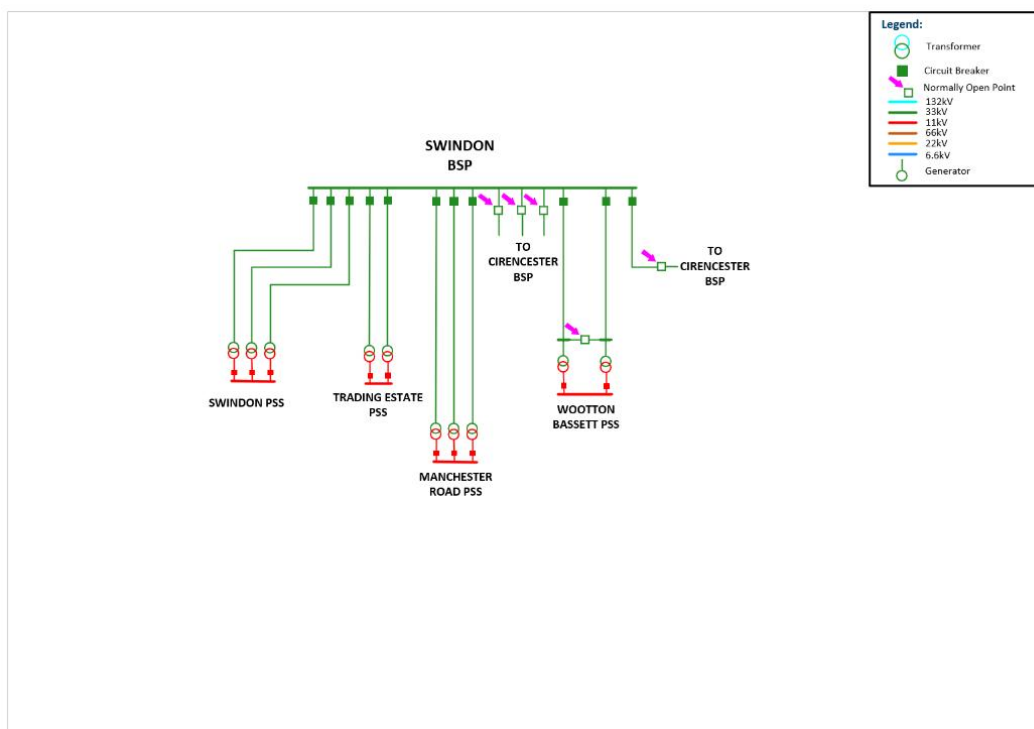 Legend:
Transformer
Circuit Breaker
Normally Open Point
132kV
33kV
11kV
66kV
22kV
6.6kV
Generator
SWINDON
BSP
TO
CIRENCESTER
BSP
TO
CIRENCESTER
BSP
SWINDON PSS
TRADING ESTATE
PSS
WOOTTON
BASSETT PSS
MANCHESTER
ROAD PSS